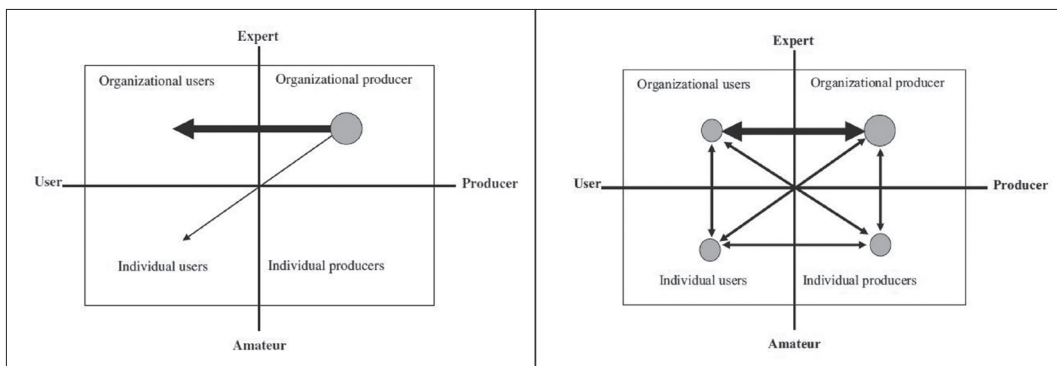 Expert
Organizational users
Organizational producer
User
Producer
Individual users
Individual producers
Amateur
Expert
Organizational users
Organizational producer
User
Producer
Individual users
Individual producers
Amateur